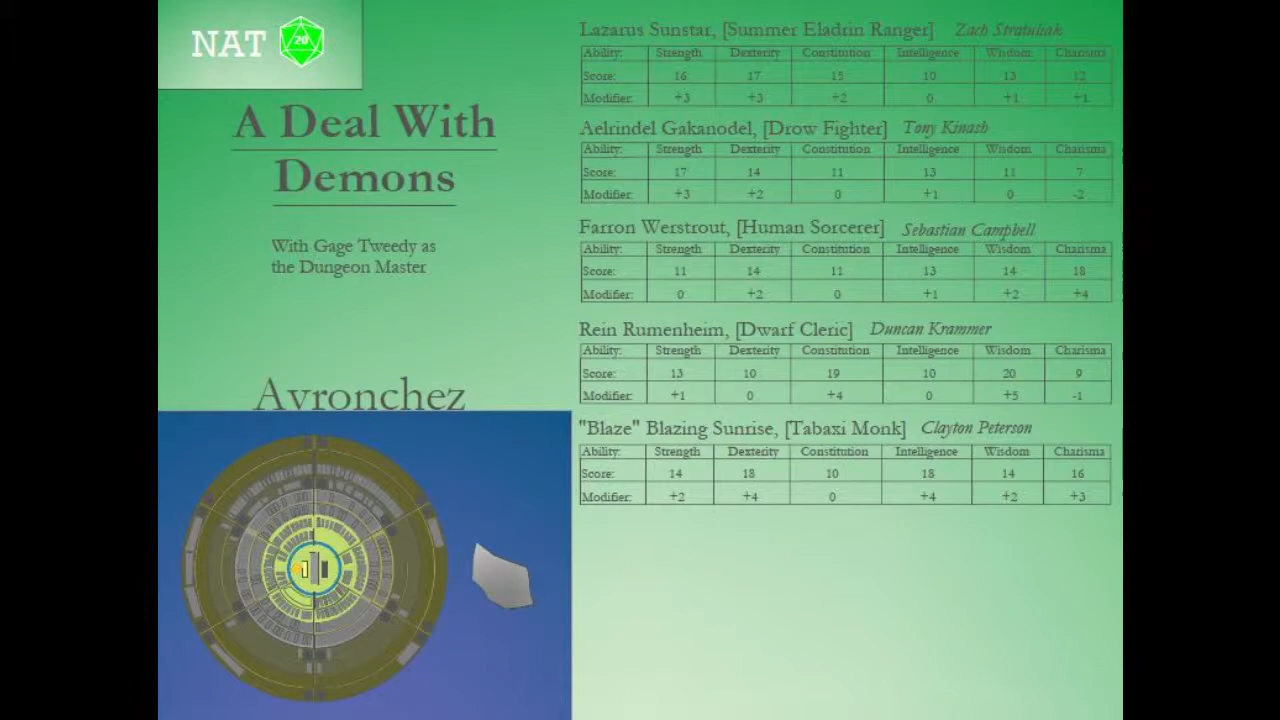 NAT 20
A Deal With
Demons
With Gage Tweedy as
the Dungeon Master
Avronchez
Lazarus Sunstar, [Summer Eladrin Ranger] Zach Stratuliak
Ability: Strength Dexterity Constitution Intelligence Wisdom Charisma
Score: 16 17 15 10 13 12
Modifier: +3 +3 +2 0 +1 +1
Aelrindel Gakanodel, [Drow Fighter] Tony Kinash
Ability: Strength Dexterity Constitution Intelligence Wisdom Charisma
Score: 17 14 11 13 11 7
Modifier: +3 +2 0 +1 0 -2
Farron Werstrout, [Human Sorcerer] Sebastian Campbell
Ability: Strength Dexterity Constitution Intelligence Wisdom Charisma
Score: 11 14 11 13 14 18
Modifier: 0 +2 0 +1 +2 +4
Rein Rumenheim, [Dwarf Cleric] Duncan Krammer
Ability: Strength Dexterity Constitution Intelligence Wisdom Charisma
Score: 13 10 19 10 20 9
Modifier: +1 0 +4 0 +5 -1
"Blaze" Blazing Sunrise, [Tabaxi Monk] Clayton Peterson
Ability: Strength Dexterity Constitution Intelligence Wisdom Charisma
Score: 14 18 10 18 14 16
Modifier: +2 +4 0 +4 +2 +3